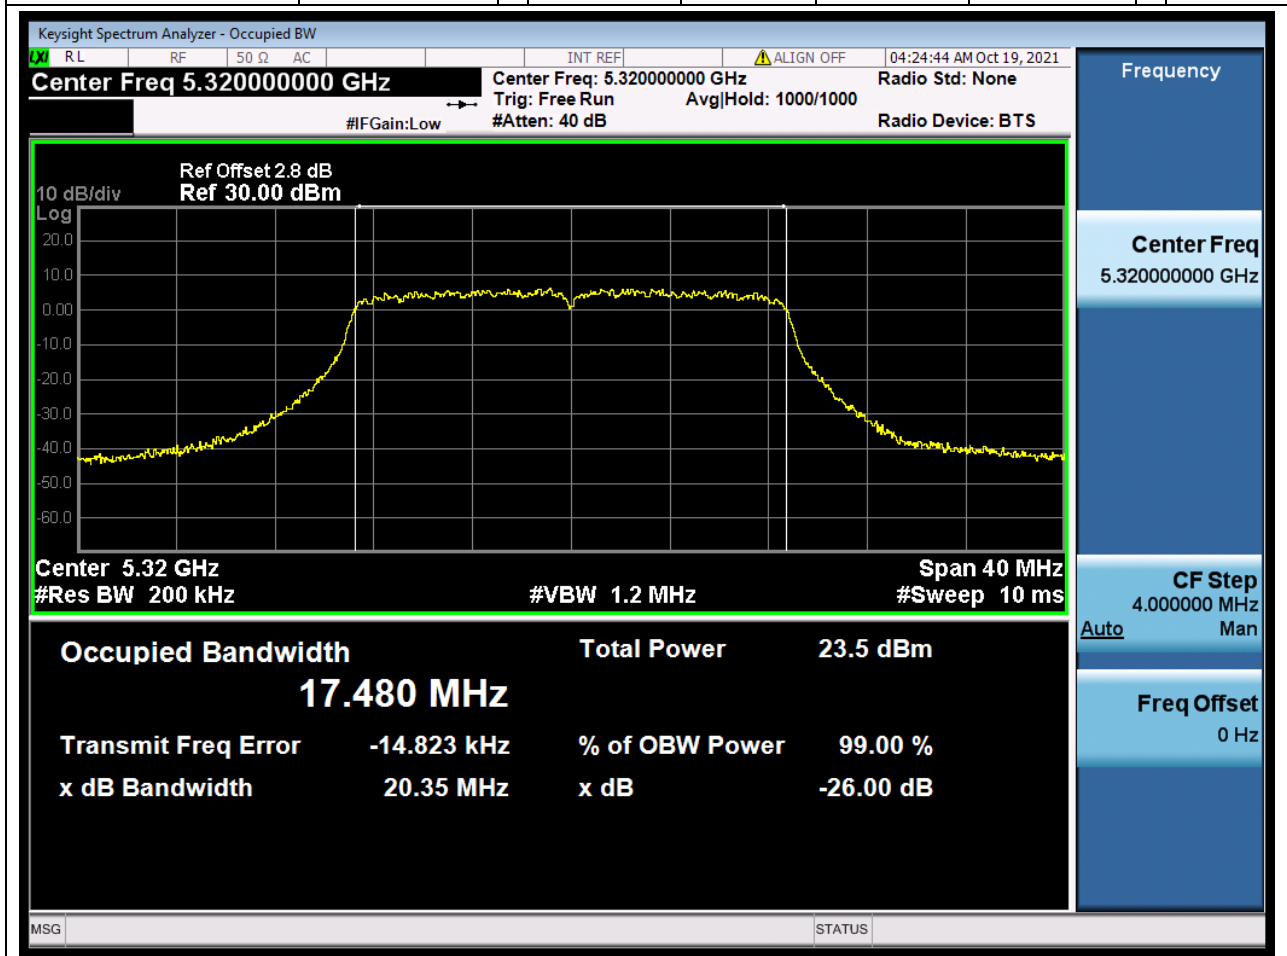 Keysight Spectrum Analyzer - Occupied BW
LXI RL RF 50 Ω AC INT REF ALIGN OFF 04:24:44 AM Oct 19, 2021
Center Freq 5.320000000 GHz
Center Freq: 5.320000000 GHz
Radio Std: None
Trig: Free Run Avg|Hold: 1000/1000
#IFGain:Low
#Atten: 40 dB
Radio Device: BTS
Ref Offset 2.8 dB
10 dB/div Ref 30.00 dBm
Log
20.0
10.0
0.00
-10.0
-20.0
-30.0
-40.0
-50.0
-60.0
Center 5.32 GHz Span 40 MHz
#Res BW 200 kHz #VBW 1.2 MHz #Sweep 10 ms
Occupied Bandwidth
17.480 MHz
Total Power 23.5 dBm
Transmit Freq Error -14.823 kHz % of OBW Power 99.00 %
x dB Bandwidth 20.35 MHz x dB -26.00 dB
Frequency
Center Freq
5.320000000 GHz
CF Step
4.000000 MHz
Auto Man
Freq Offset
0 Hz
MSG STATUS